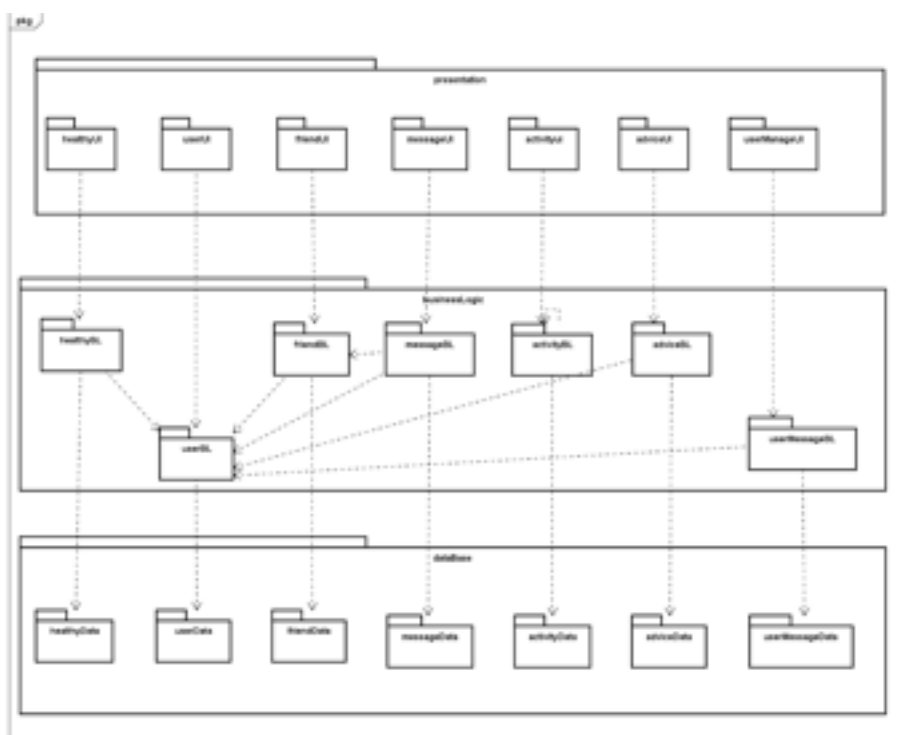 pkg
presentation
healthyUI
userUI
friendUI
messageUI
activityUI
adviceUI
userManageUI
businessLogic
healthyBL
friendBL
messageBL
activityBL
adviceBL
userBL
userMessageBL
dataBase
healthyData
userData
friendData
messageData
activityData
adviceData
userMessageData